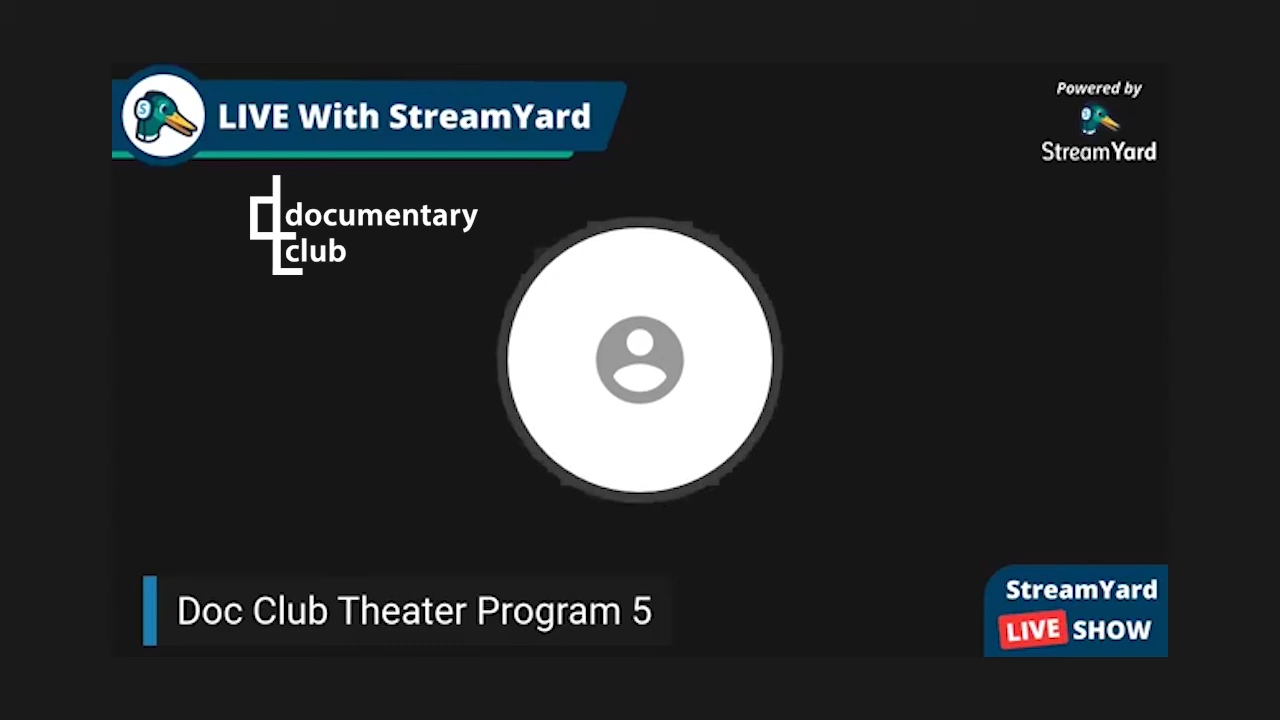 LIVE With StreamYard
Powered by
StreamYard
documentary
club
Doc Club Theater Program 5
StreamYard
LIVE SHOW